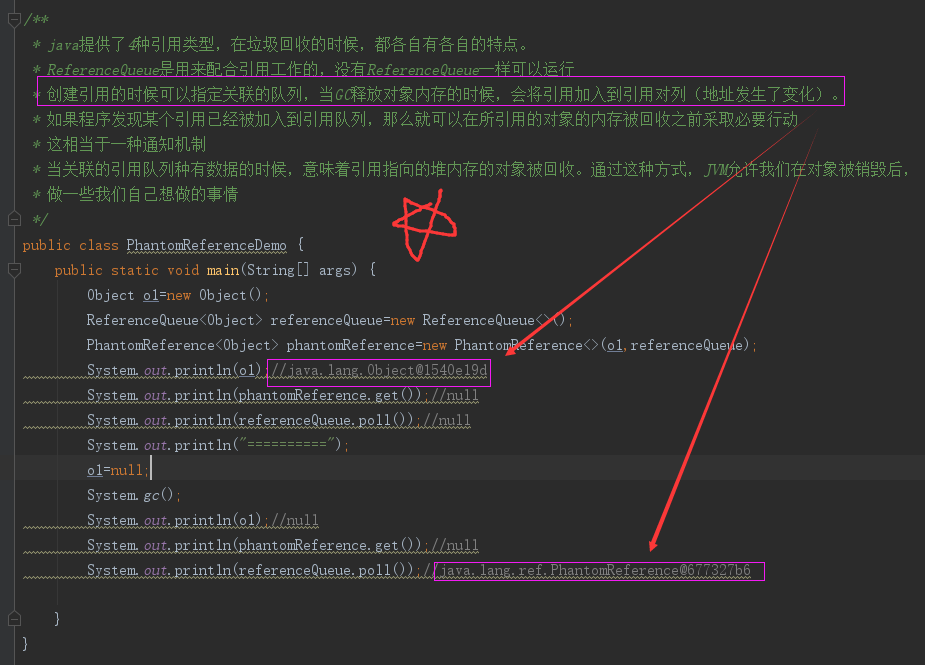 /**
* java提供了4种引用类型，在垃圾回收的时候，都各自有各自的特点。
* ReferenceQueue是用来配合引用工作的，没有ReferenceQueue一样可以运行
* 创建引用的时候可以指定关联的队列，当GC释放对象内存的时候，会将引用加入到引用对列（地址发生了变化）。
* 如果程序发现某个引用已经被加入到引用队列，那么就可以在所引用的对象的内存被回收之前采取必要行动
* 这相当于一种通知机制
* 当关联的引用队列种有数据的时候，意味着引用指向的堆内存的对象被回收。通过这种方式，JVM允许我们在对象被销毁后，
* 做一些我们自己想做的事情
*/
public class PhantomReferenceDemo {
public static void main(String[] args) {
Object o1=new Object();
ReferenceQueue<Object> referenceQueue=new ReferenceQueue<>();
PhantomReference<Object> phantomReference=new PhantomReference<>(o1,referenceQueue);
System.out.println(o1);//java.lang.Object@1540e19d
System.out.println(phantomReference.get());//null
System.out.println(referenceQueue.poll());//null
System.out.println("==========");
o1=null;
System.gc();
System.out.println(o1);//null
System.out.println(phantomReference.get());//null
System.out.println(referenceQueue.poll());//java.lang.ref.PhantomReference@677327b6
}
}